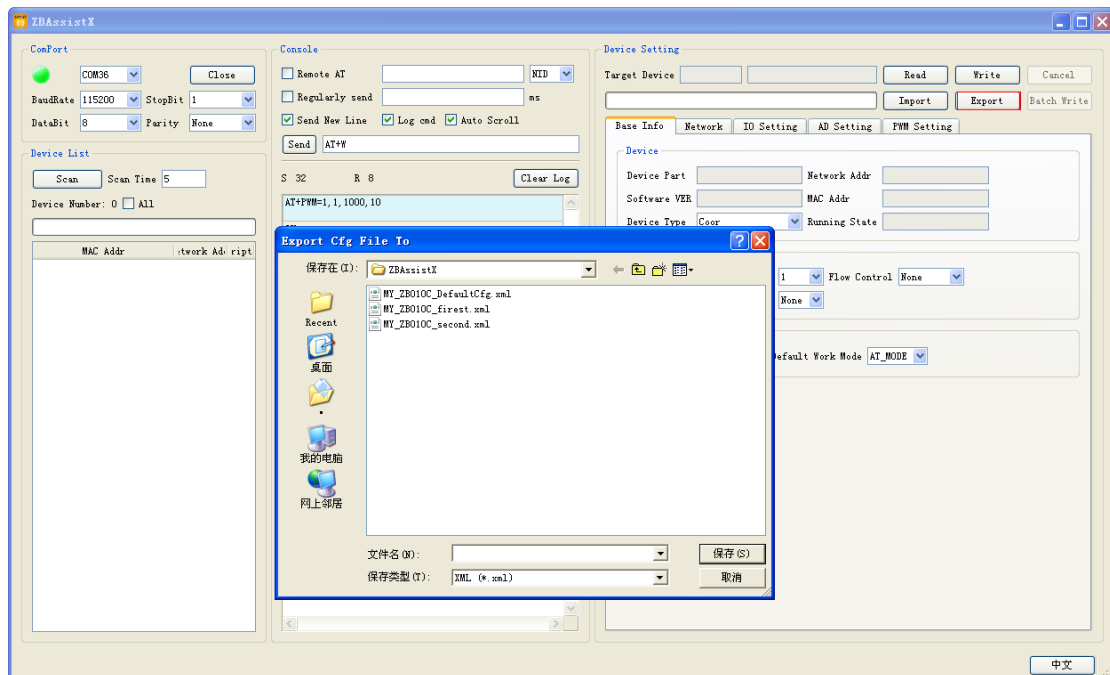 ZBAssistX
ComPort
COM36 Close
BaudRate 115200 StopBit 1
DataBit 8 Parity None
Device List
Scan Scan Time 5
Device Number: 0 All
MAC Addr twork Ad ript
Console
Remote AT NID
Regularly send ms
Send New Line Log cmd Auto Scroll
Send AT+W
S 32 R 8 Clear Log
AT+PWM=1,1,1000,10
Device Setting
Target Device Read Write Cancel
Import Export Batch Write
Base Info Network IO Setting AD Setting PWM Setting
Device
Device Part Network Addr
Software VER MAC Addr
Device Type Coor Running State
1 Flow Control None
None
Default Work Mode AT_MODE
Export Cfg File To
保存在(I): ZBAssistX
Recent
桌面
我的电脑
网上邻居
MY_ZB010C_DefaultCfg.xml
MY_ZB010C_firest.xml
MY_ZB010C_second.xml
文件名(N): 保存(S)
保存类型(T): XML (*.xml) 取消
中文